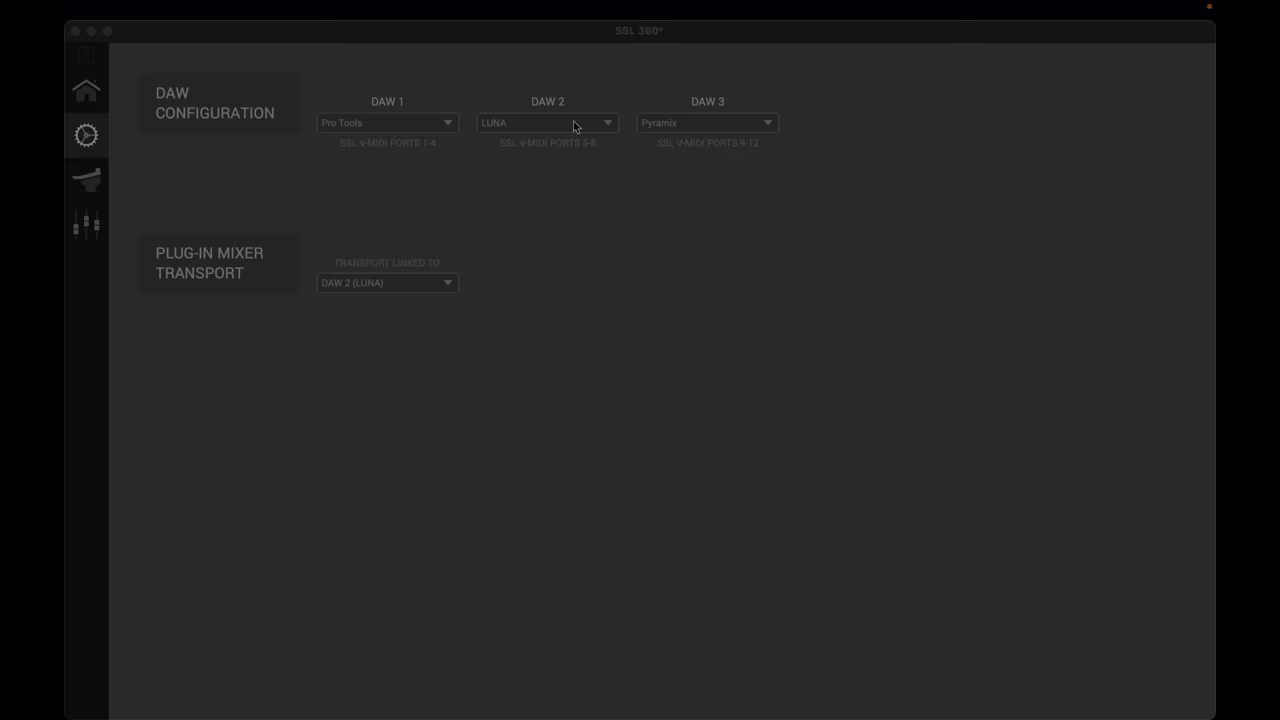 SSL 360°
DAW
CONFIGURATION
DAW 1
DAW 2
DAW 3
Pro Tools
LUNA
Pyramix
SSL V-MIDI PORTS 1-4
SSL V-MIDI PORTS 5-8
SSL V-MIDI PORTS 9-12
PLUG-IN MIXER
TRANSPORT
TRANSPORT LINKED TO
DAW 2 (LUNA)